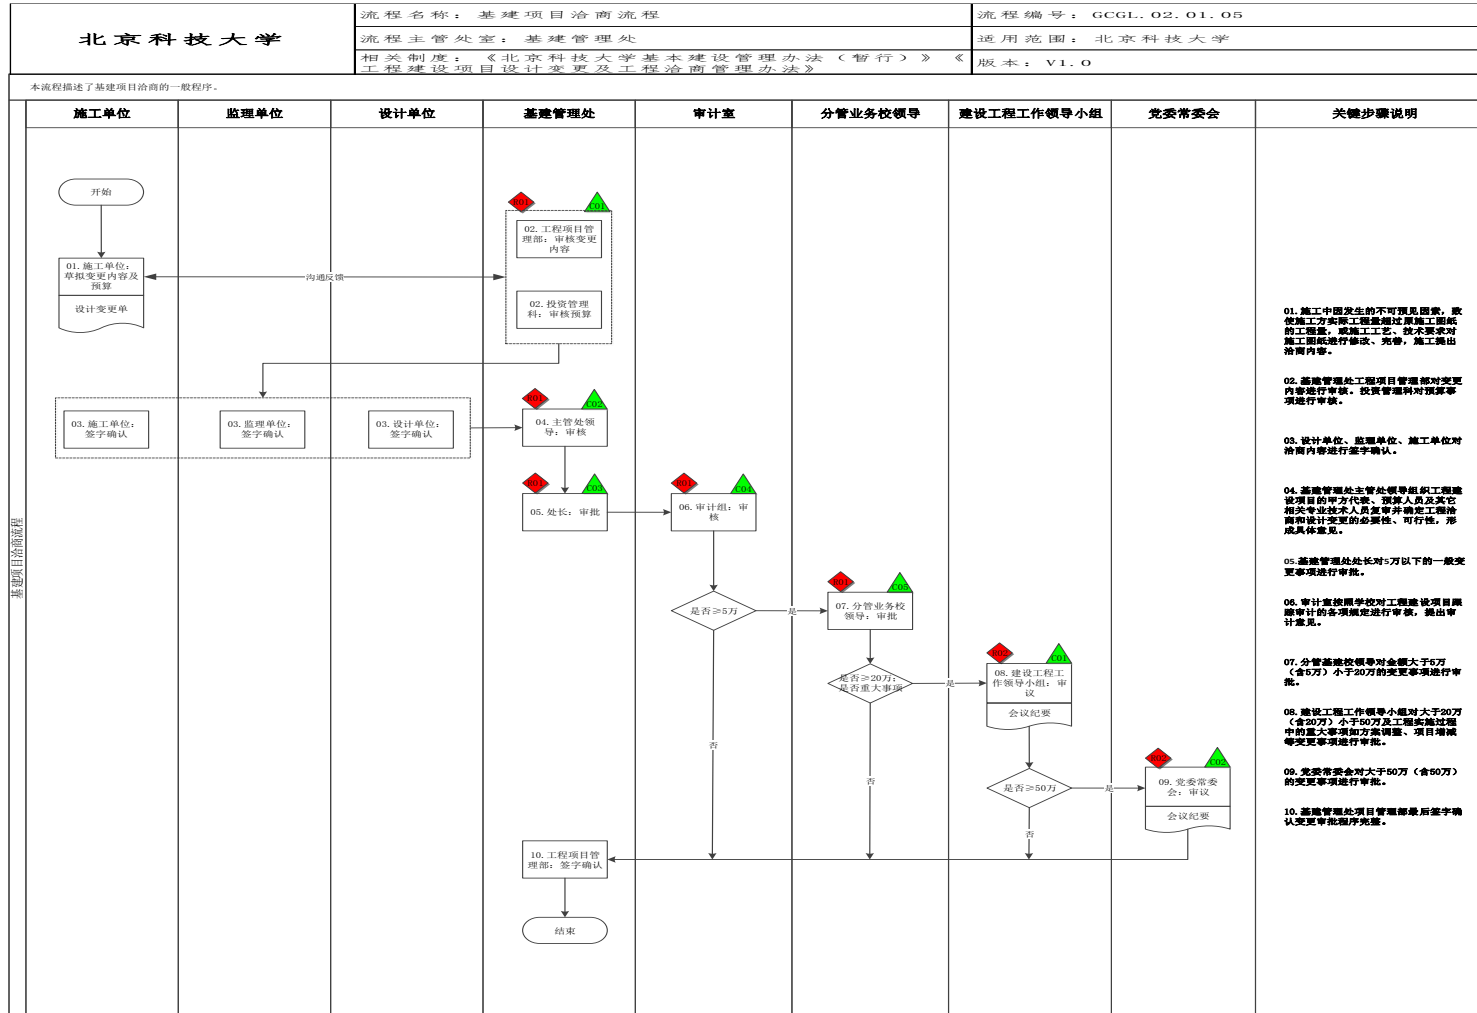 北京科技大学
流程名称：基建项目洽商流程
流程编号：GCGL.02.01.05
流程主管处室：基建管理处
适用范围：北京科技大学
相关制度：《北京科技大学基本建设管理办法（暂行）》《
工程建设项目设计变更及工程洽商管理办法》
版本：V1.0
本流程描述了基建项目洽商的一般程序。
施工单位
监理单位
设计单位
基建管理处
审计室
分管业务校领导
建设工程工作领导小组
党委常委会
关键步骤说明
基建项目洽商流程
开始
R01
C01
02.工程项目管
理部：审核变更
内容
01.施工单位：
草拟变更内容及
预算
设计变更单
沟通反馈
02.投资管理
科：审核预算
03.施工单位：
签字确认
03.监理单位：
签字确认
03.设计单位：
签字确认
R01
C02
04.主管处领
导：审核
R01
C03
05.处长：审批
R01
C04
06.审计组：审
核
是否≥5万
是
否
R01
C05
07.分管业务校
领导：审批
是否≥20万；
是否重大事项
是
否
R02
C01
08.建设工程工
作领导小组：审
议
会议纪要
是否≥50万
是
否
R02
C02
09.党委常委
会：审议
会议纪要
10.工程项目管
理部：签字确认
结束
01.施工中因发生的不可预见因素，致
使施工方实际工程量超过原施工图纸
的工程量，或施工工艺、技术要求对
施工图纸进行修改、完善，施工提出
洽商内容。
02.基建管理处工程项目管理部对变更
内容进行审核。投资管理科对预算事
项进行审核。
03.设计单位、监理单位、施工单位对
洽商内容进行签字确认。
04.基建管理处主管处领导组织工程建
设项目的甲方代表、预算人员及其它
相关专业技术人员复审并确定工程洽
商和设计变更的必要性、可行性，形
成具体意见。
05.基建管理处处长对5万以下的一般变
更事项进行审批。
06.审计室按照学校对工程建设项目跟
踪审计的各项规定进行审核，提出审
计意见。
07.分管基建校领导对金额大于5万
（含5万）小于20万的变更事项进行审
批。
08.建设工程工作领导小组对大于20万
（含20万）小于50万及工程实施过程
中的重大事项如方案调整、项目增减
等变更事项进行审批。
09.党委常委会对大于50万（含50万）
的变更事项进行审批。
10.基建管理处项目管理部最后签字确
认变更审批程序完整。